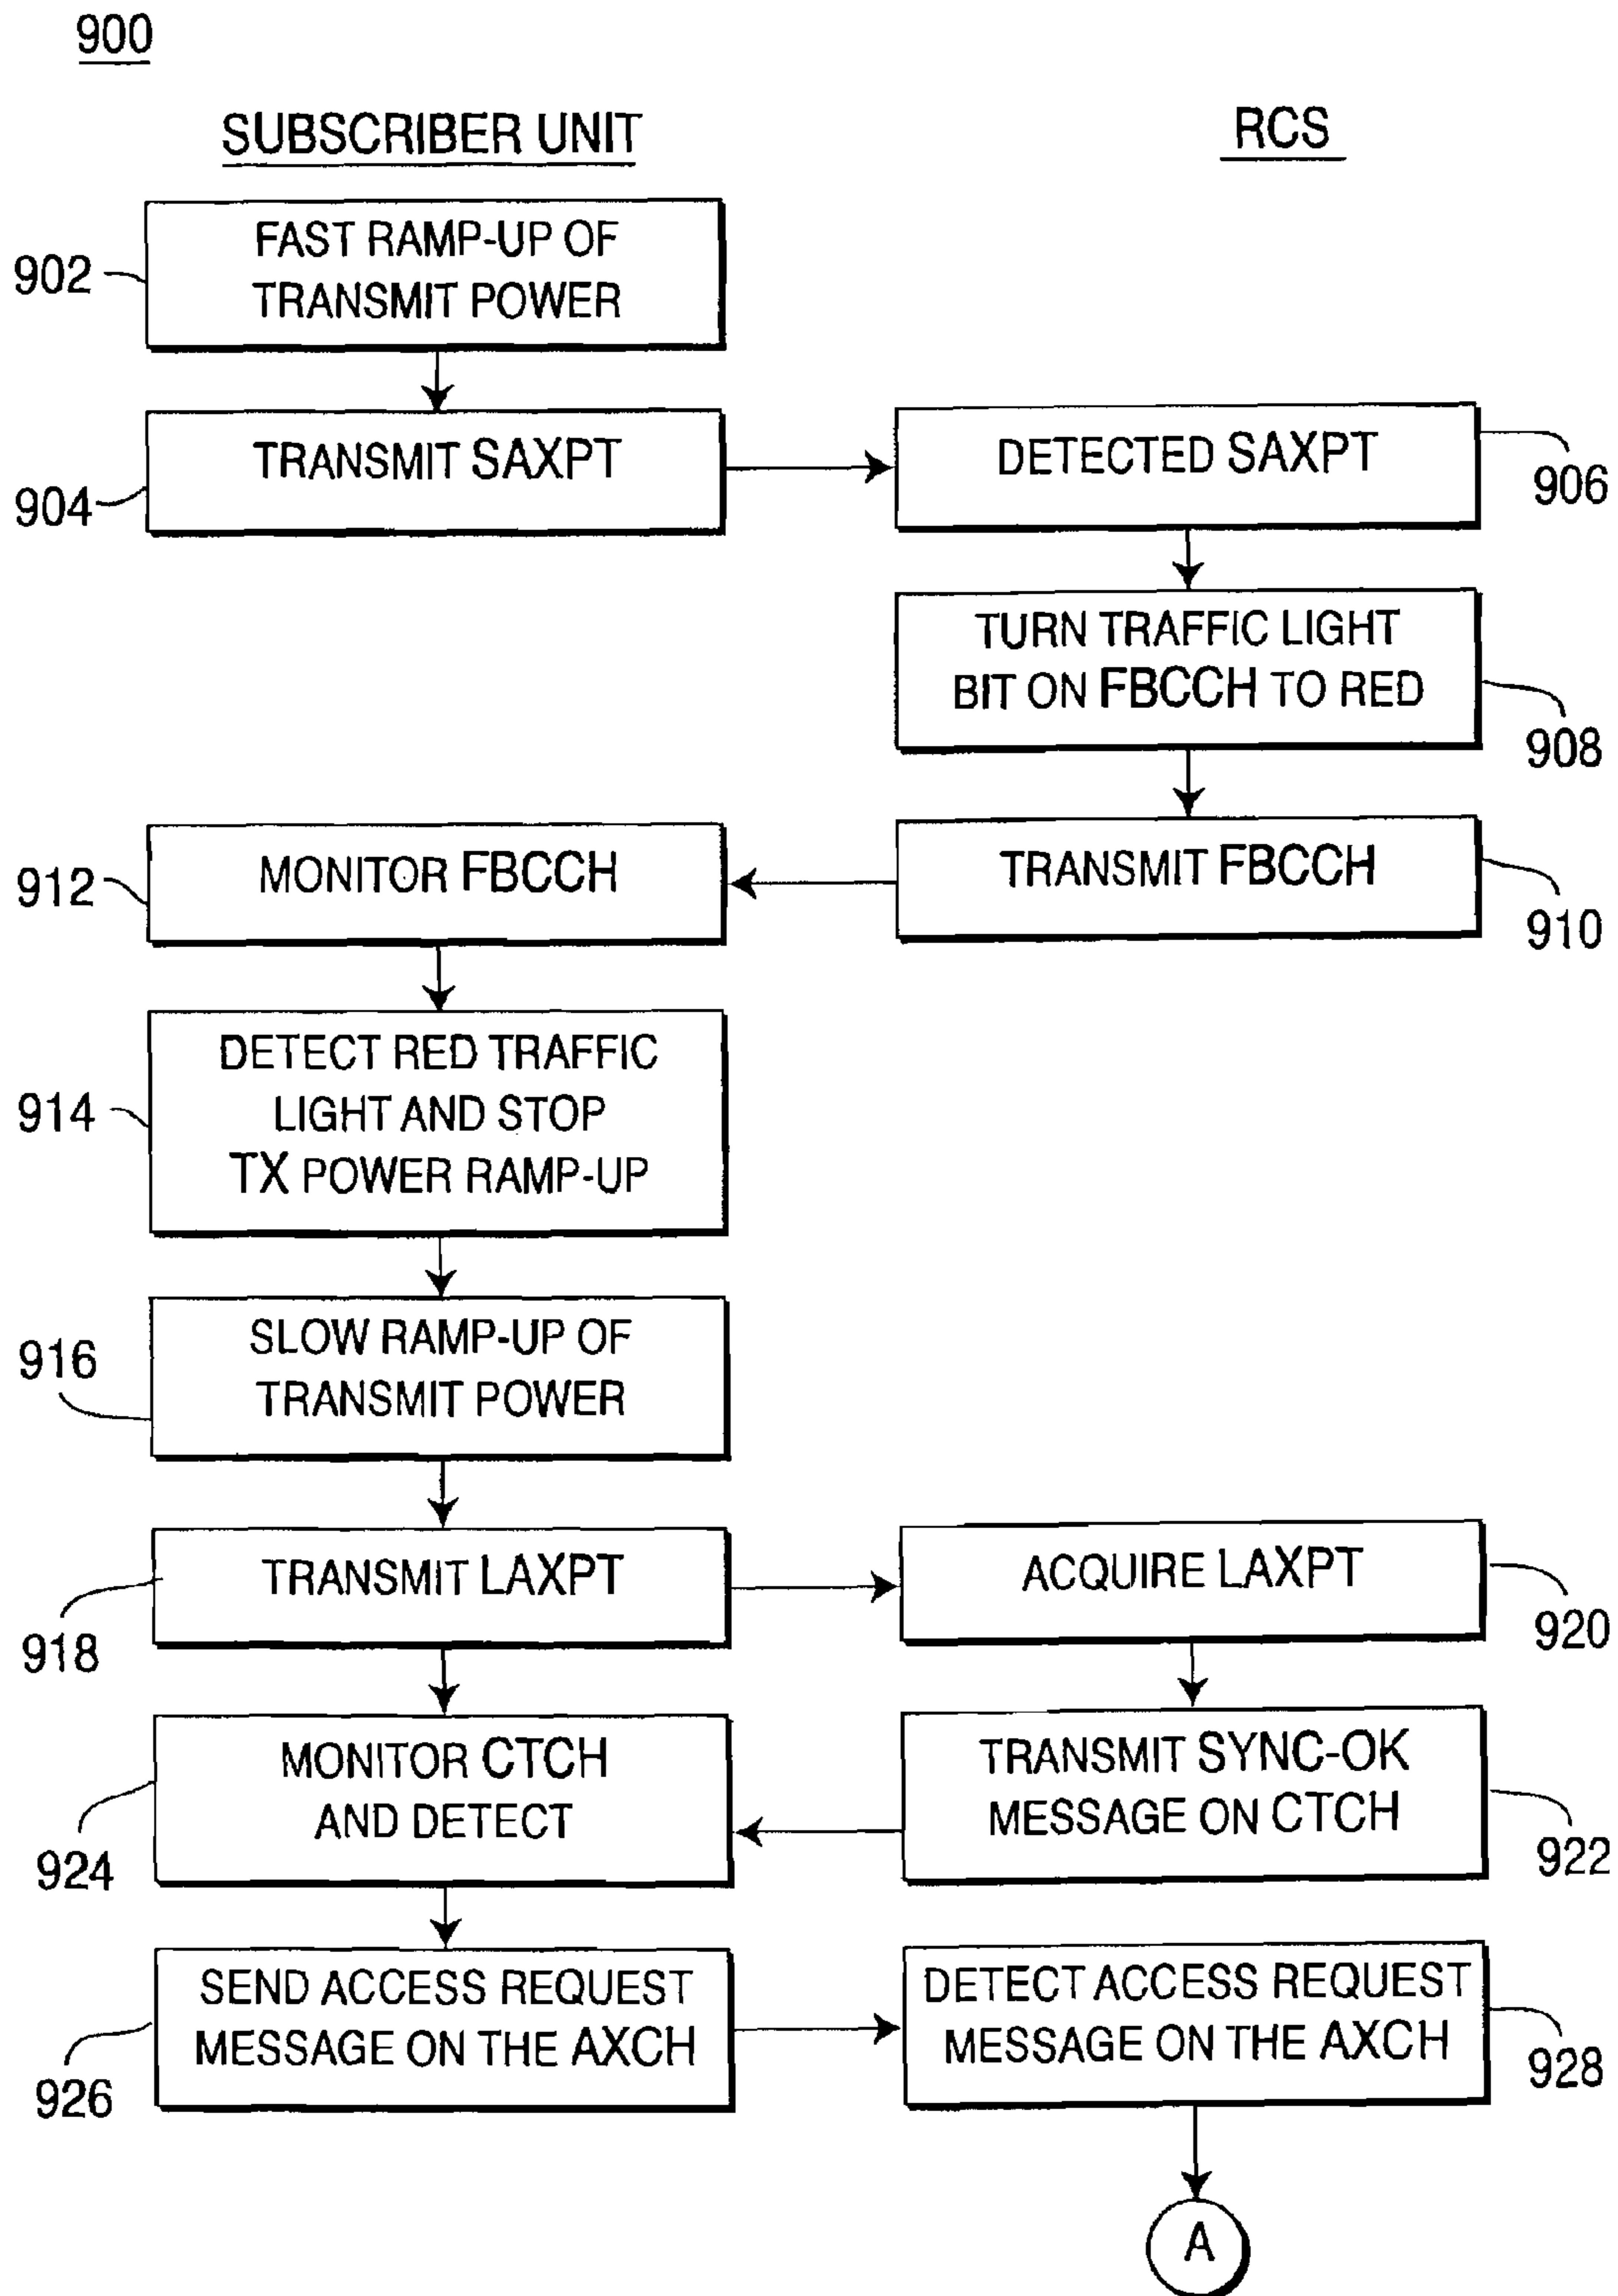 900
SUBSCRIBER UNIT
RCS
902
FAST RAMP-UP OF
TRANSMIT POWER
904
TRANSMIT SAXPT
DETECTED SAXPT
906
TURN TRAFFIC LIGHT
BIT ON FBCCH TO RED
908
912
MONITOR FBCCH
TRANSMIT FBCCH
910
914
DETECT RED TRAFFIC
LIGHT AND STOP
TX POWER RAMP-UP
916
SLOW RAMP-UP OF
TRANSMIT POWER
918
TRANSMIT LAXPT
ACQUIRE LAXPT
920
924
MONITOR CTCH
AND DETECT
TRANSMIT SYNC-OK
MESSAGE ON CTCH
922
926
SEND ACCESS REQUEST
MESSAGE ON THE AXCH
DETECT ACCESS REQUEST
MESSAGE ON THE AXCH
928
A